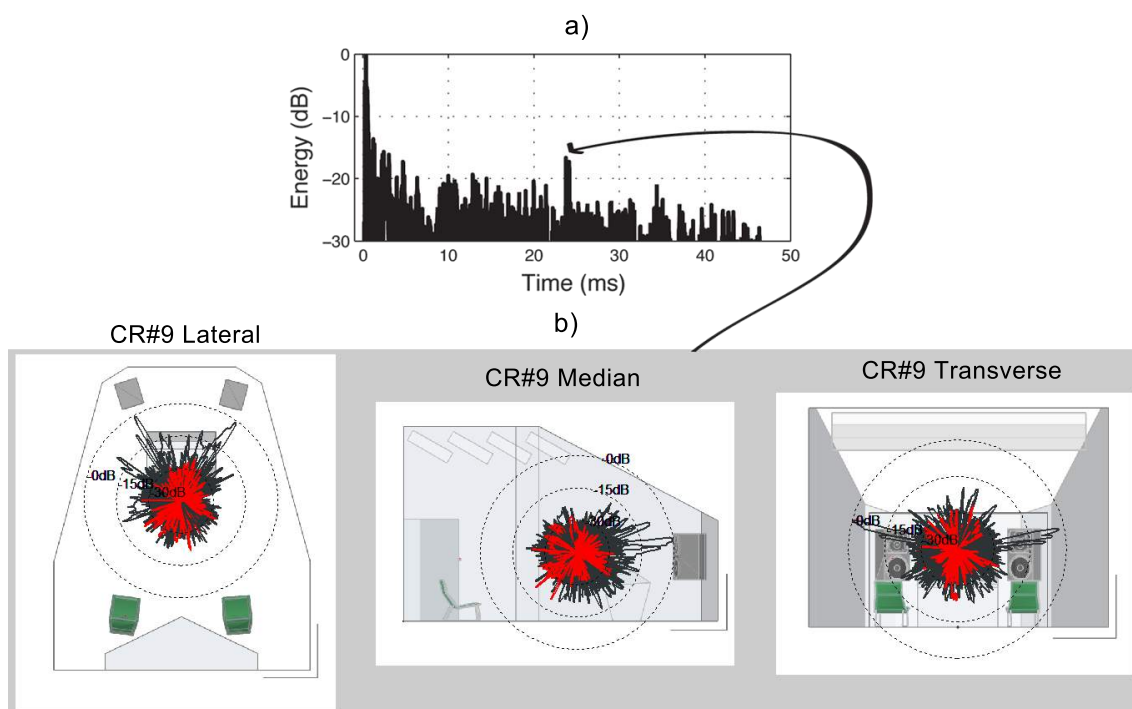 a)
0
−10
−20
−30
Energy (dB)
0 10 20 30 40 50
Time (ms)
b)
CR#9 Lateral
CR#9 Median
CR#9 Transverse
-0dB
-15dB
-30dB
-0dB
-15dB
-30dB
-0dB
-15dB
-30dB